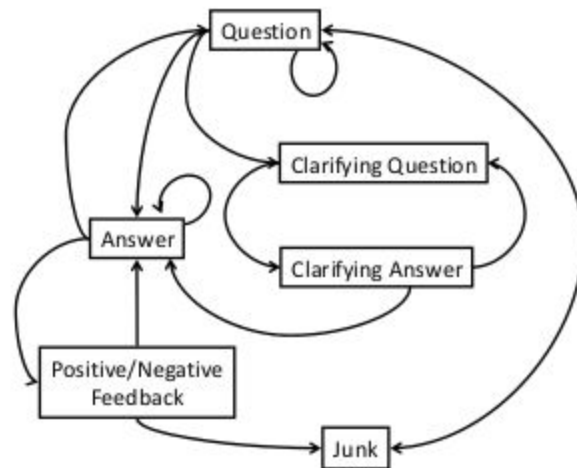 Question
Clarifying Question
Answer
Clarifying Answer
Positive/Negative
Feedback
Junk